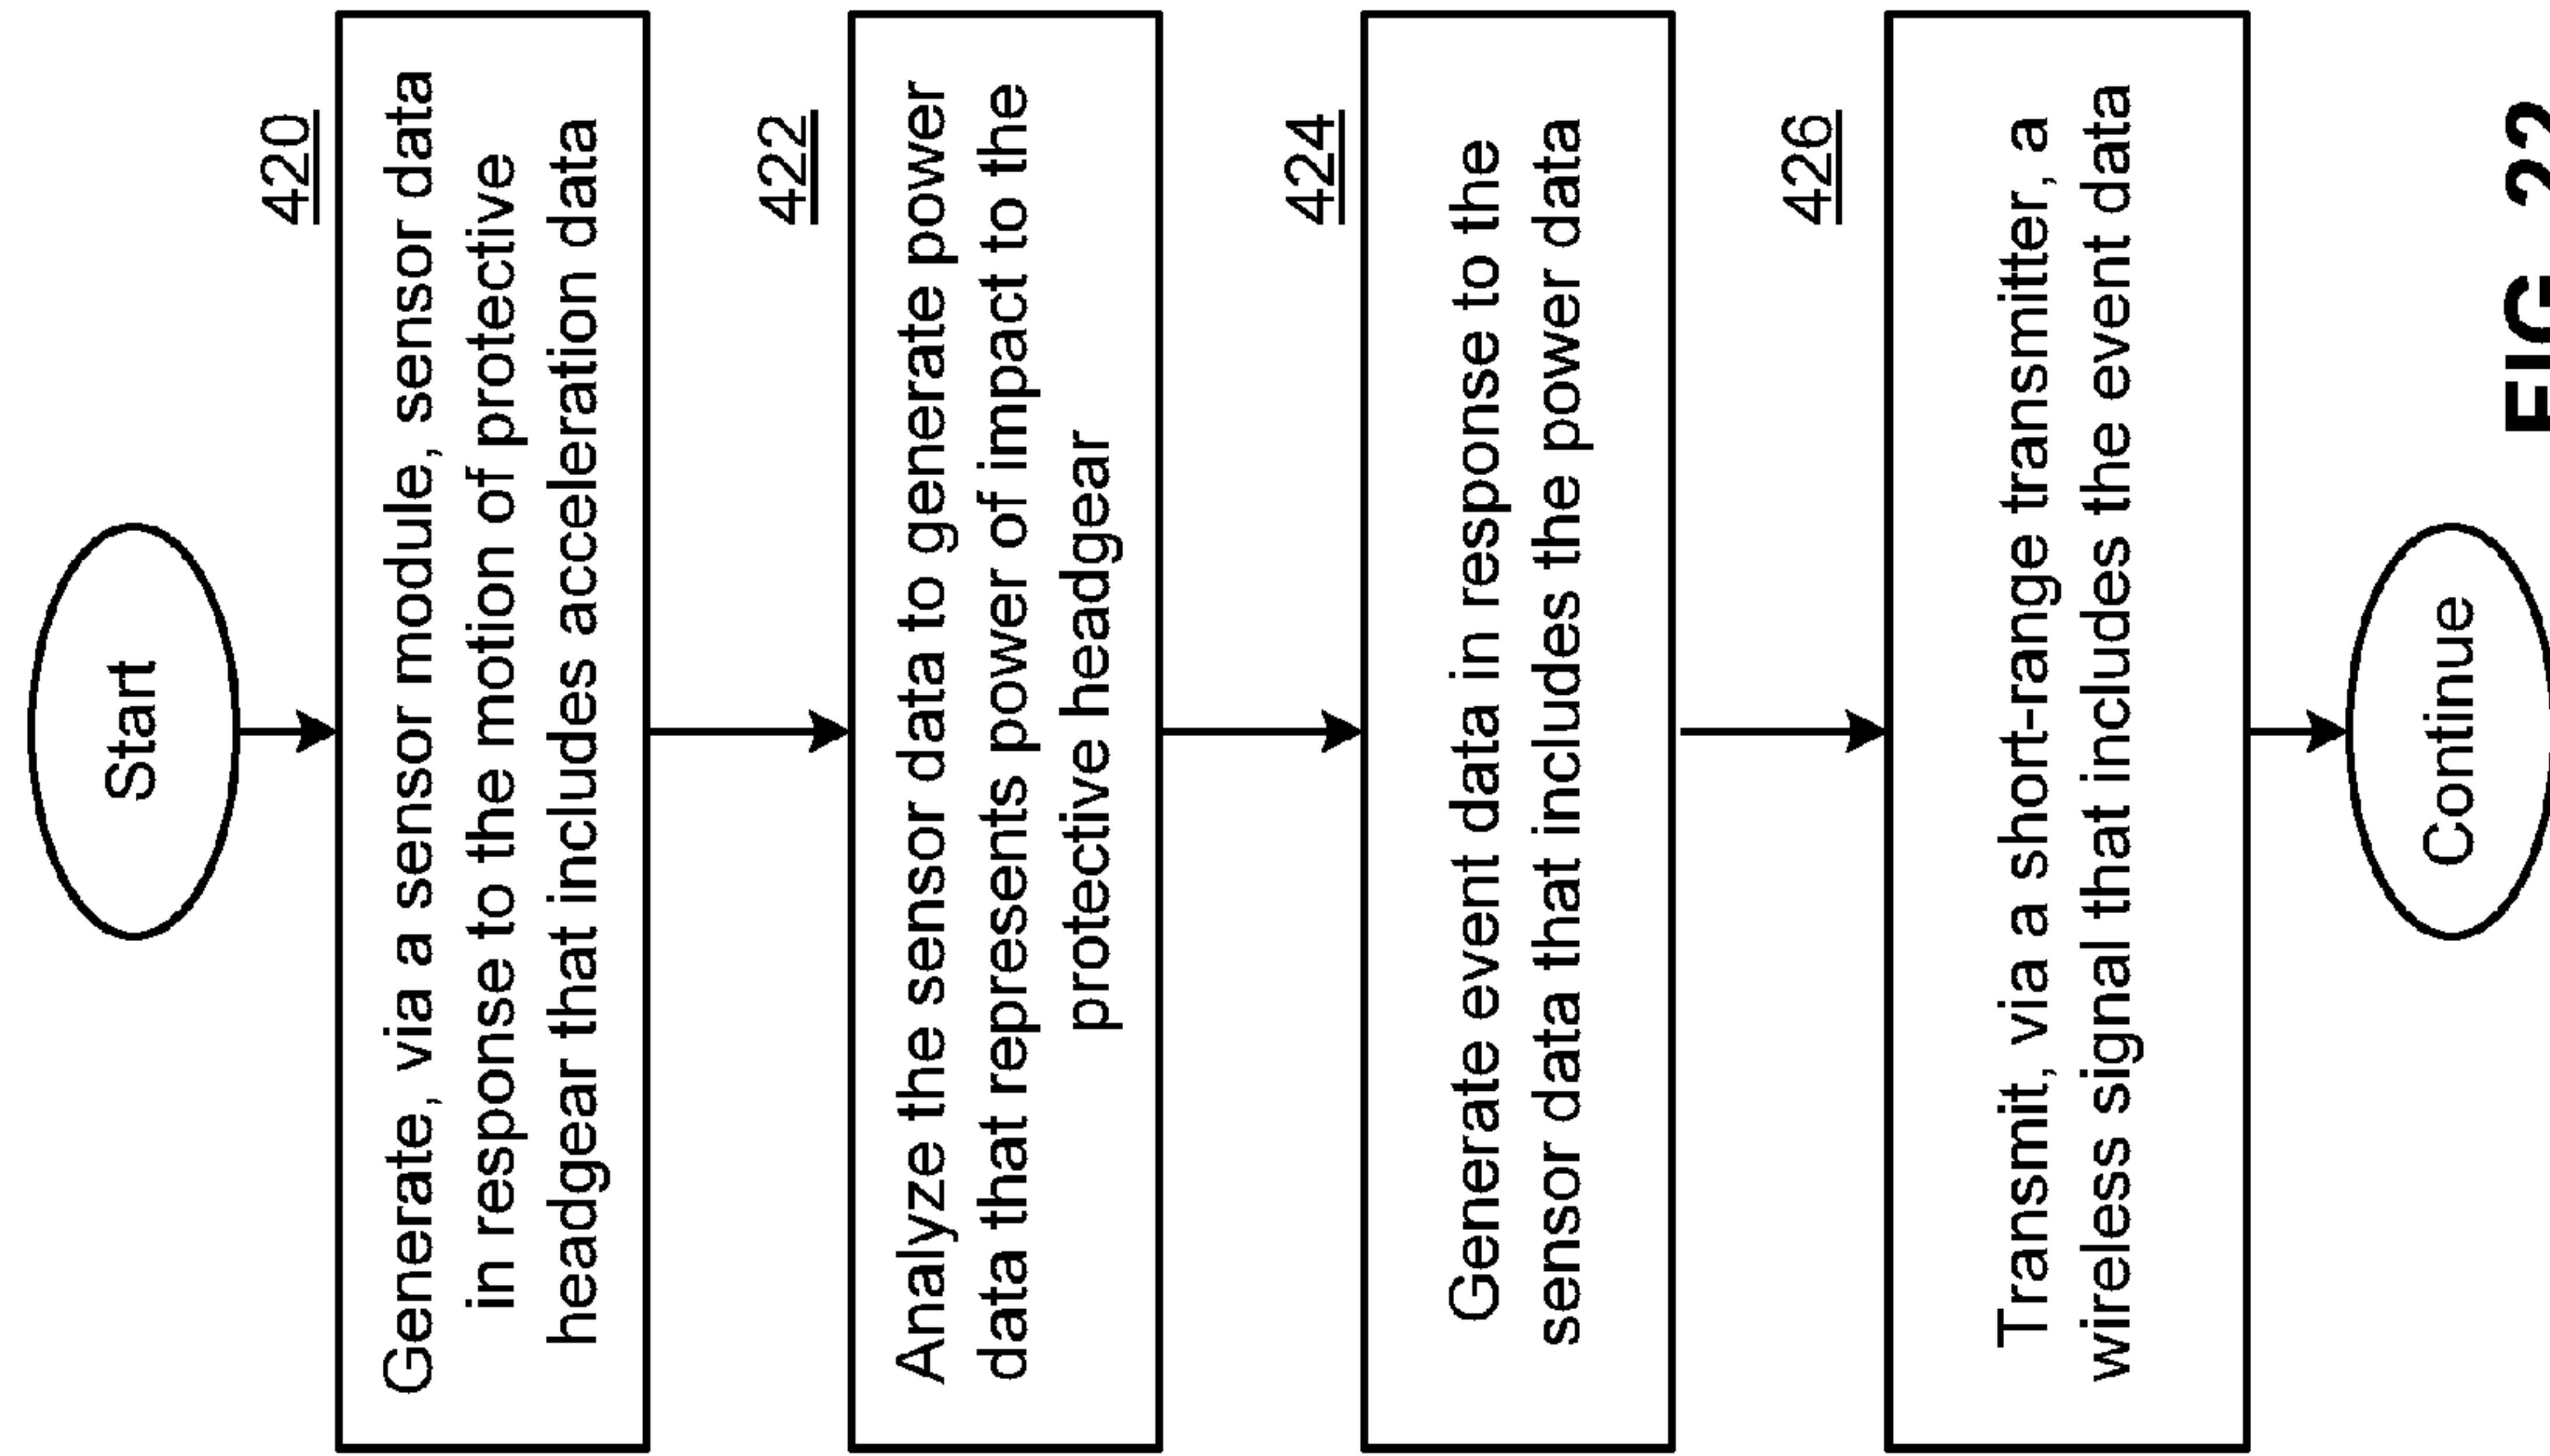 Start
420
Generate, via a sensor module, sensor data
in response to the motion of protective
headgear that includes acceleration data
422
Analyze the sensor data to generate power
data that represents power of impact to the
protective headgear
424
Generate event data in response to the
sensor data that includes the power data
426
Transmit, via a short-range transmitter, a
wireless signal that includes the event data
Continue
FIG. 22